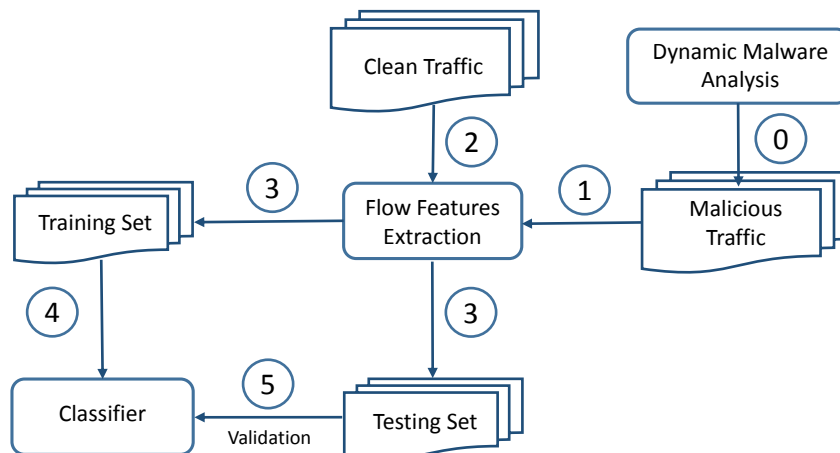 Clean Traffic
Dynamic Malware
Analysis
0
2
3
1
Training Set
Flow Features
Extraction
Malicious
Traffic
4
3
5
Classifier
Validation
Testing Set